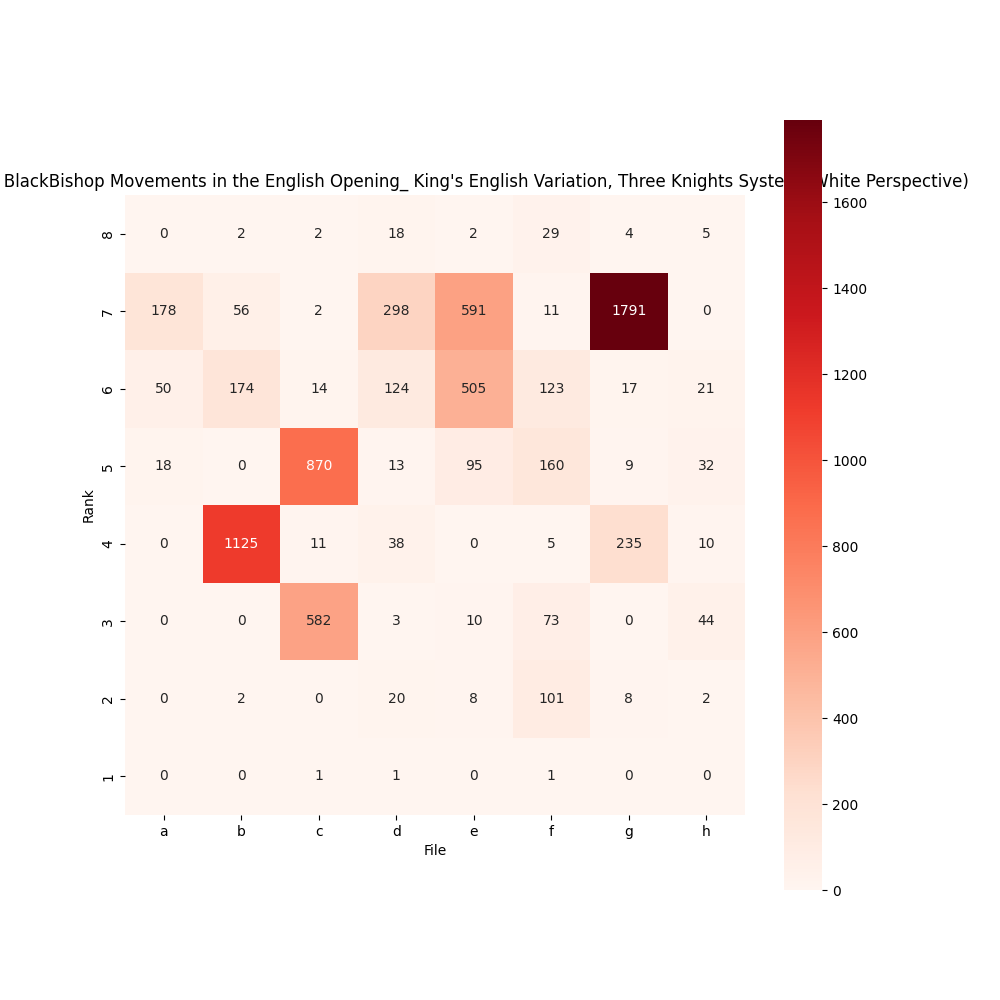 BlackBishop Movements in the English Opening_ King's English Variation, Three Knights System (White Perspective)
8 0 2 2 18 2 29 4 5
7 178 56 2 298 591 11 1791 0
6 50 174 14 124 505 123 17 21
5 18 0 870 13 95 160 9 32
4 0 1125 11 38 0 5 235 10
3 0 0 582 3 10 73 0 44
2 0 2 0 20 8 101 8 2
1 0 0 1 1 0 1 0 0
a b c d e f g h
File
Rank
1600
1400
1200
1000
800
600
400
200
0